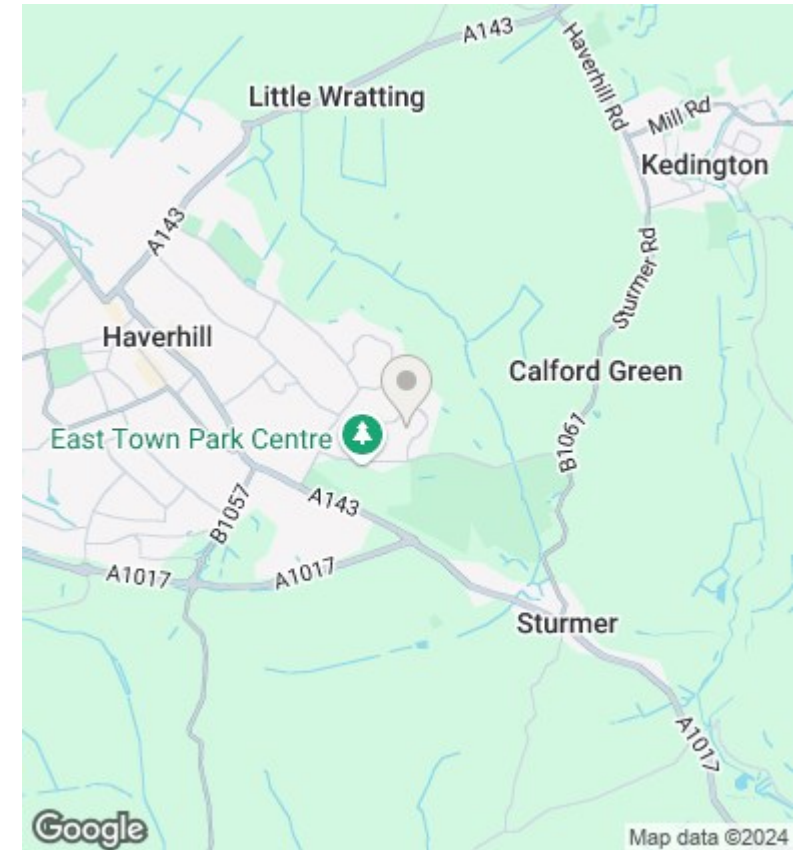 A143
Haverhill Rd
Little Wratting
Mill Rd
Kedington
A143
Sturmer Rd
Haverhill
Calford Green
East Town Park Centre
B1061
B1057
A143
A1017
A1017
Sturmer
A1017
Google
Map data ©2024